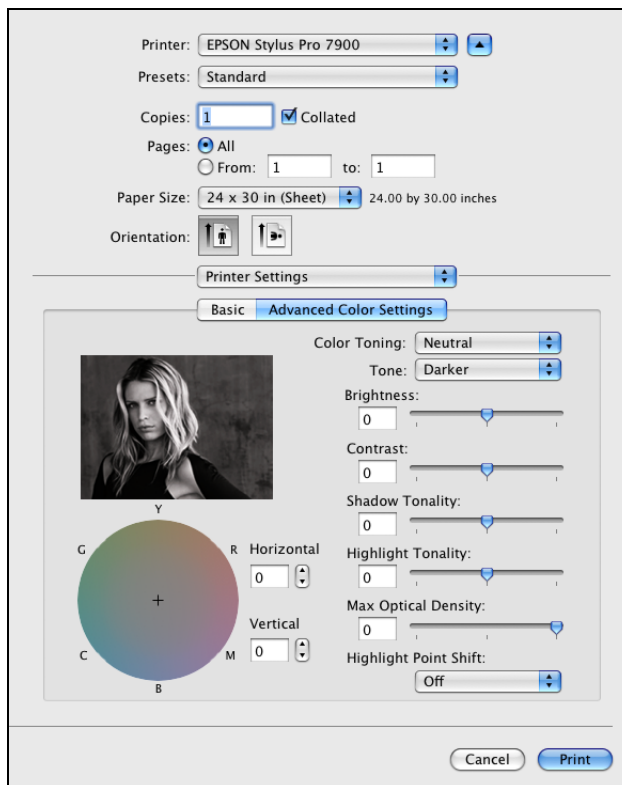 Printer: EPSON Stylus Pro 7900
Presets: Standard
Copies: 1 Collated
Pages: All
From: 1 to: 1
Paper Size: 24 x 30 in (Sheet) 24.00 by 30.00 inches
Orientation:
Printer Settings
Basic Advanced Color Settings
Color Toning: Neutral
Tone: Darker
Brightness:
0
Contrast:
0
Shadow Tonality:
0
Highlight Tonality:
0
Max Optical Density:
0
Highlight Point Shift:
Off
Y
G R
C M
B
Horizontal
0
Vertical
0
Cancel Print